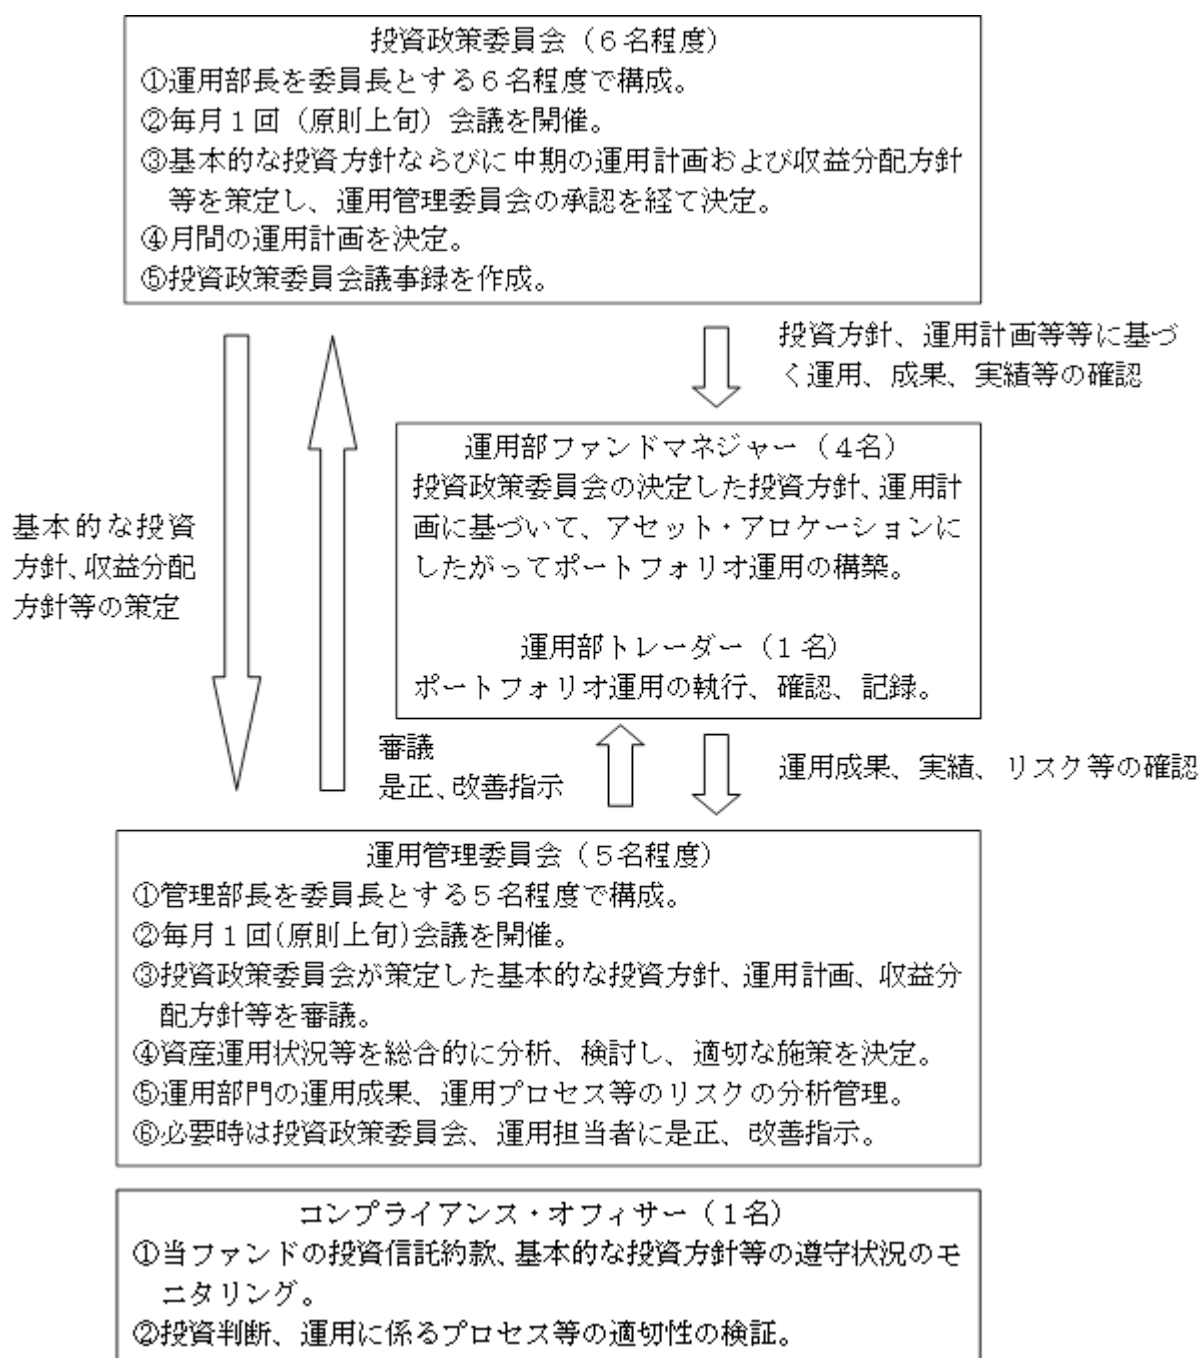 投資政策委員会（６名程度）
①運用部長を委員長とする６名程度で構成。
②毎月１回（原則上旬）会議を開催。
③基本的な投資方針ならびに中期の運用計画および収益分配方針
等を策定し、運用管理委員会の承認を経て決定。
④月間の運用計画を決定。
⑤投資政策委員会議事録を作成。
投資方針、運用計画等等に基づ
く運用、成果、実績等の確認
運用部ファンドマネジャー（４名）
投資政策委員会の決定した投資方針、運用計
画に基づいて、アセット・アロケーションに
したがってポートフォリオ運用の構築。
運用部トレーダー（１名）
ポートフォリオ運用の執行、確認、記録。
基本的な投資
方針、収益分配
方針等の策定
審議
是正、改善指示
運用成果、実績、リスク等の確認
運用管理委員会（５名程度）
①管理部長を委員長とする５名程度で構成。
②毎月１回(原則上旬)会議を開催。
③投資政策委員会が策定した基本的な投資方針、運用計画、収益分
配方針等を審議。
④資産運用状況等を総合的に分析、検討し、適切な施策を決定。
⑤運用部門の運用成果、運用プロセス等のリスクの分析管理。
⑥必要時は投資政策委員会、運用担当者に是正、改善指示。
コンプライアンス・オフィサー（１名）
①当ファンドの投資信託約款、基本的な投資方針等の遵守状況のモ
ニタリング。
②投資判断、運用に係るプロセス等の適切性の検証。